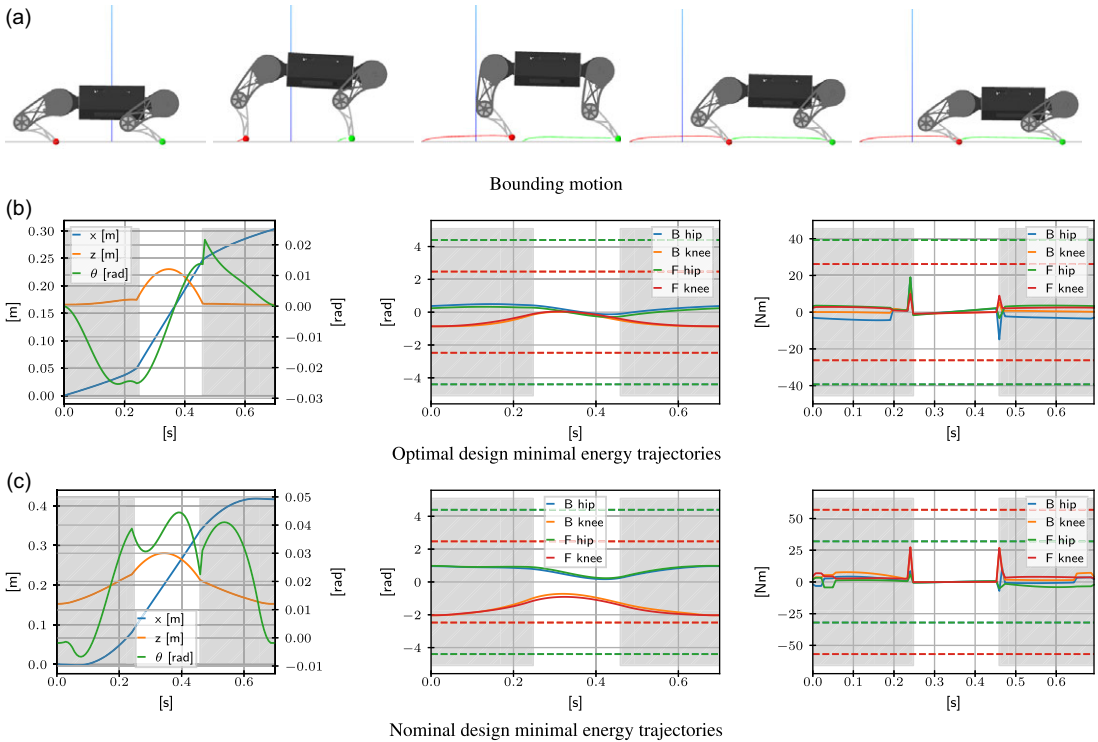 (a)
Bounding motion
(b)
x [m]
z [m]
θ [rad]
0.30
0.25
0.20
0.15
0.10
0.05
0.00
[m]
0.02
0.01
0.00
−0.01
−0.02
−0.03
[rad]
0.0 0.2 0.4 0.6
[s]
B hip
B knee
F hip
F knee
4
2
0
−2
−4
[rad]
0.0 0.2 0.4 0.6
[s]
B hip
B knee
F hip
F knee
40
20
0
−20
−40
[Nm]
0.0 0.2 0.4 0.6
[s]
Optimal design minimal energy trajectories
(c)
0.4
0.3
0.2
0.1
0.0
[m]
x [m]
z [m]
θ [rad]
0.05
0.04
0.03
0.02
0.01
0.00
−0.01
[rad]
0.0 0.2 0.4 0.6
[s]
B hip
B knee
F hip
F knee
4
2
0
−2
−4
[rad]
0.0 0.2 0.4 0.6
[s]
B hip
B knee
F hip
F knee
50
25
0
−25
−50
[Nm]
0.0 0.1 0.2 0.3 0.4 0.5 0.6
[s]
Nominal design minimal energy trajectories